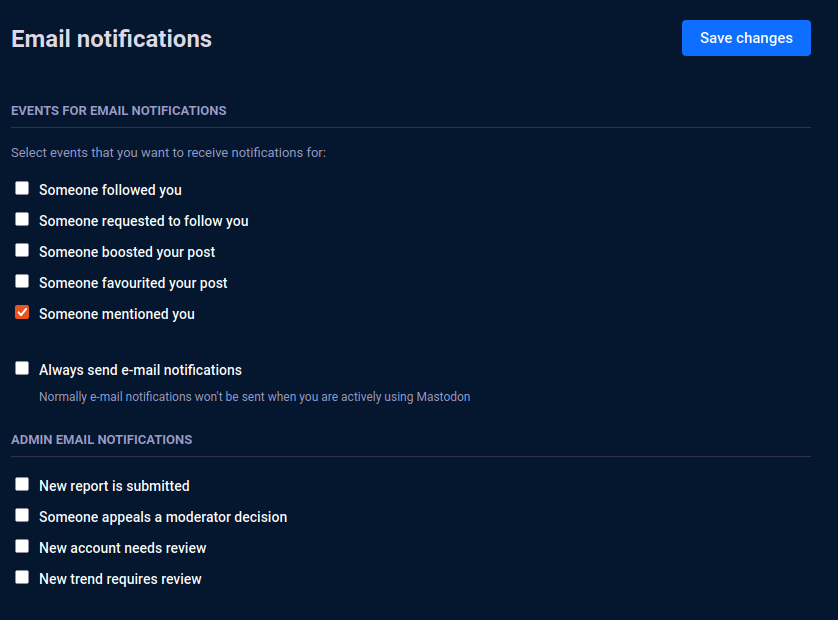 Email notifications
Save changes
EVENTS FOR EMAIL NOTIFICATIONS
Select events that you want to receive notifications for:
Someone followed you
Someone requested to follow you
Someone boosted your post
Someone favourited your post
Someone mentioned you
Always send e-mail notifications
Normally e-mail notifications won't be sent when you are actively using Mastodon
ADMIN EMAIL NOTIFICATIONS
New report is submitted
Someone appeals a moderator decision
New account needs review
New trend requires review